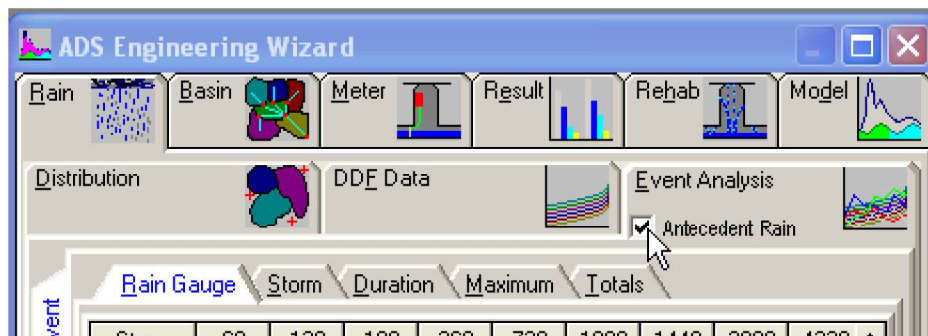 ADS Engineering Wizard
Rain Basin Meter Result Rehab Model
Distribution DDF Data Event Analysis
Antecedent Rain
Rain Gauge Storm Duration Maximum Totals